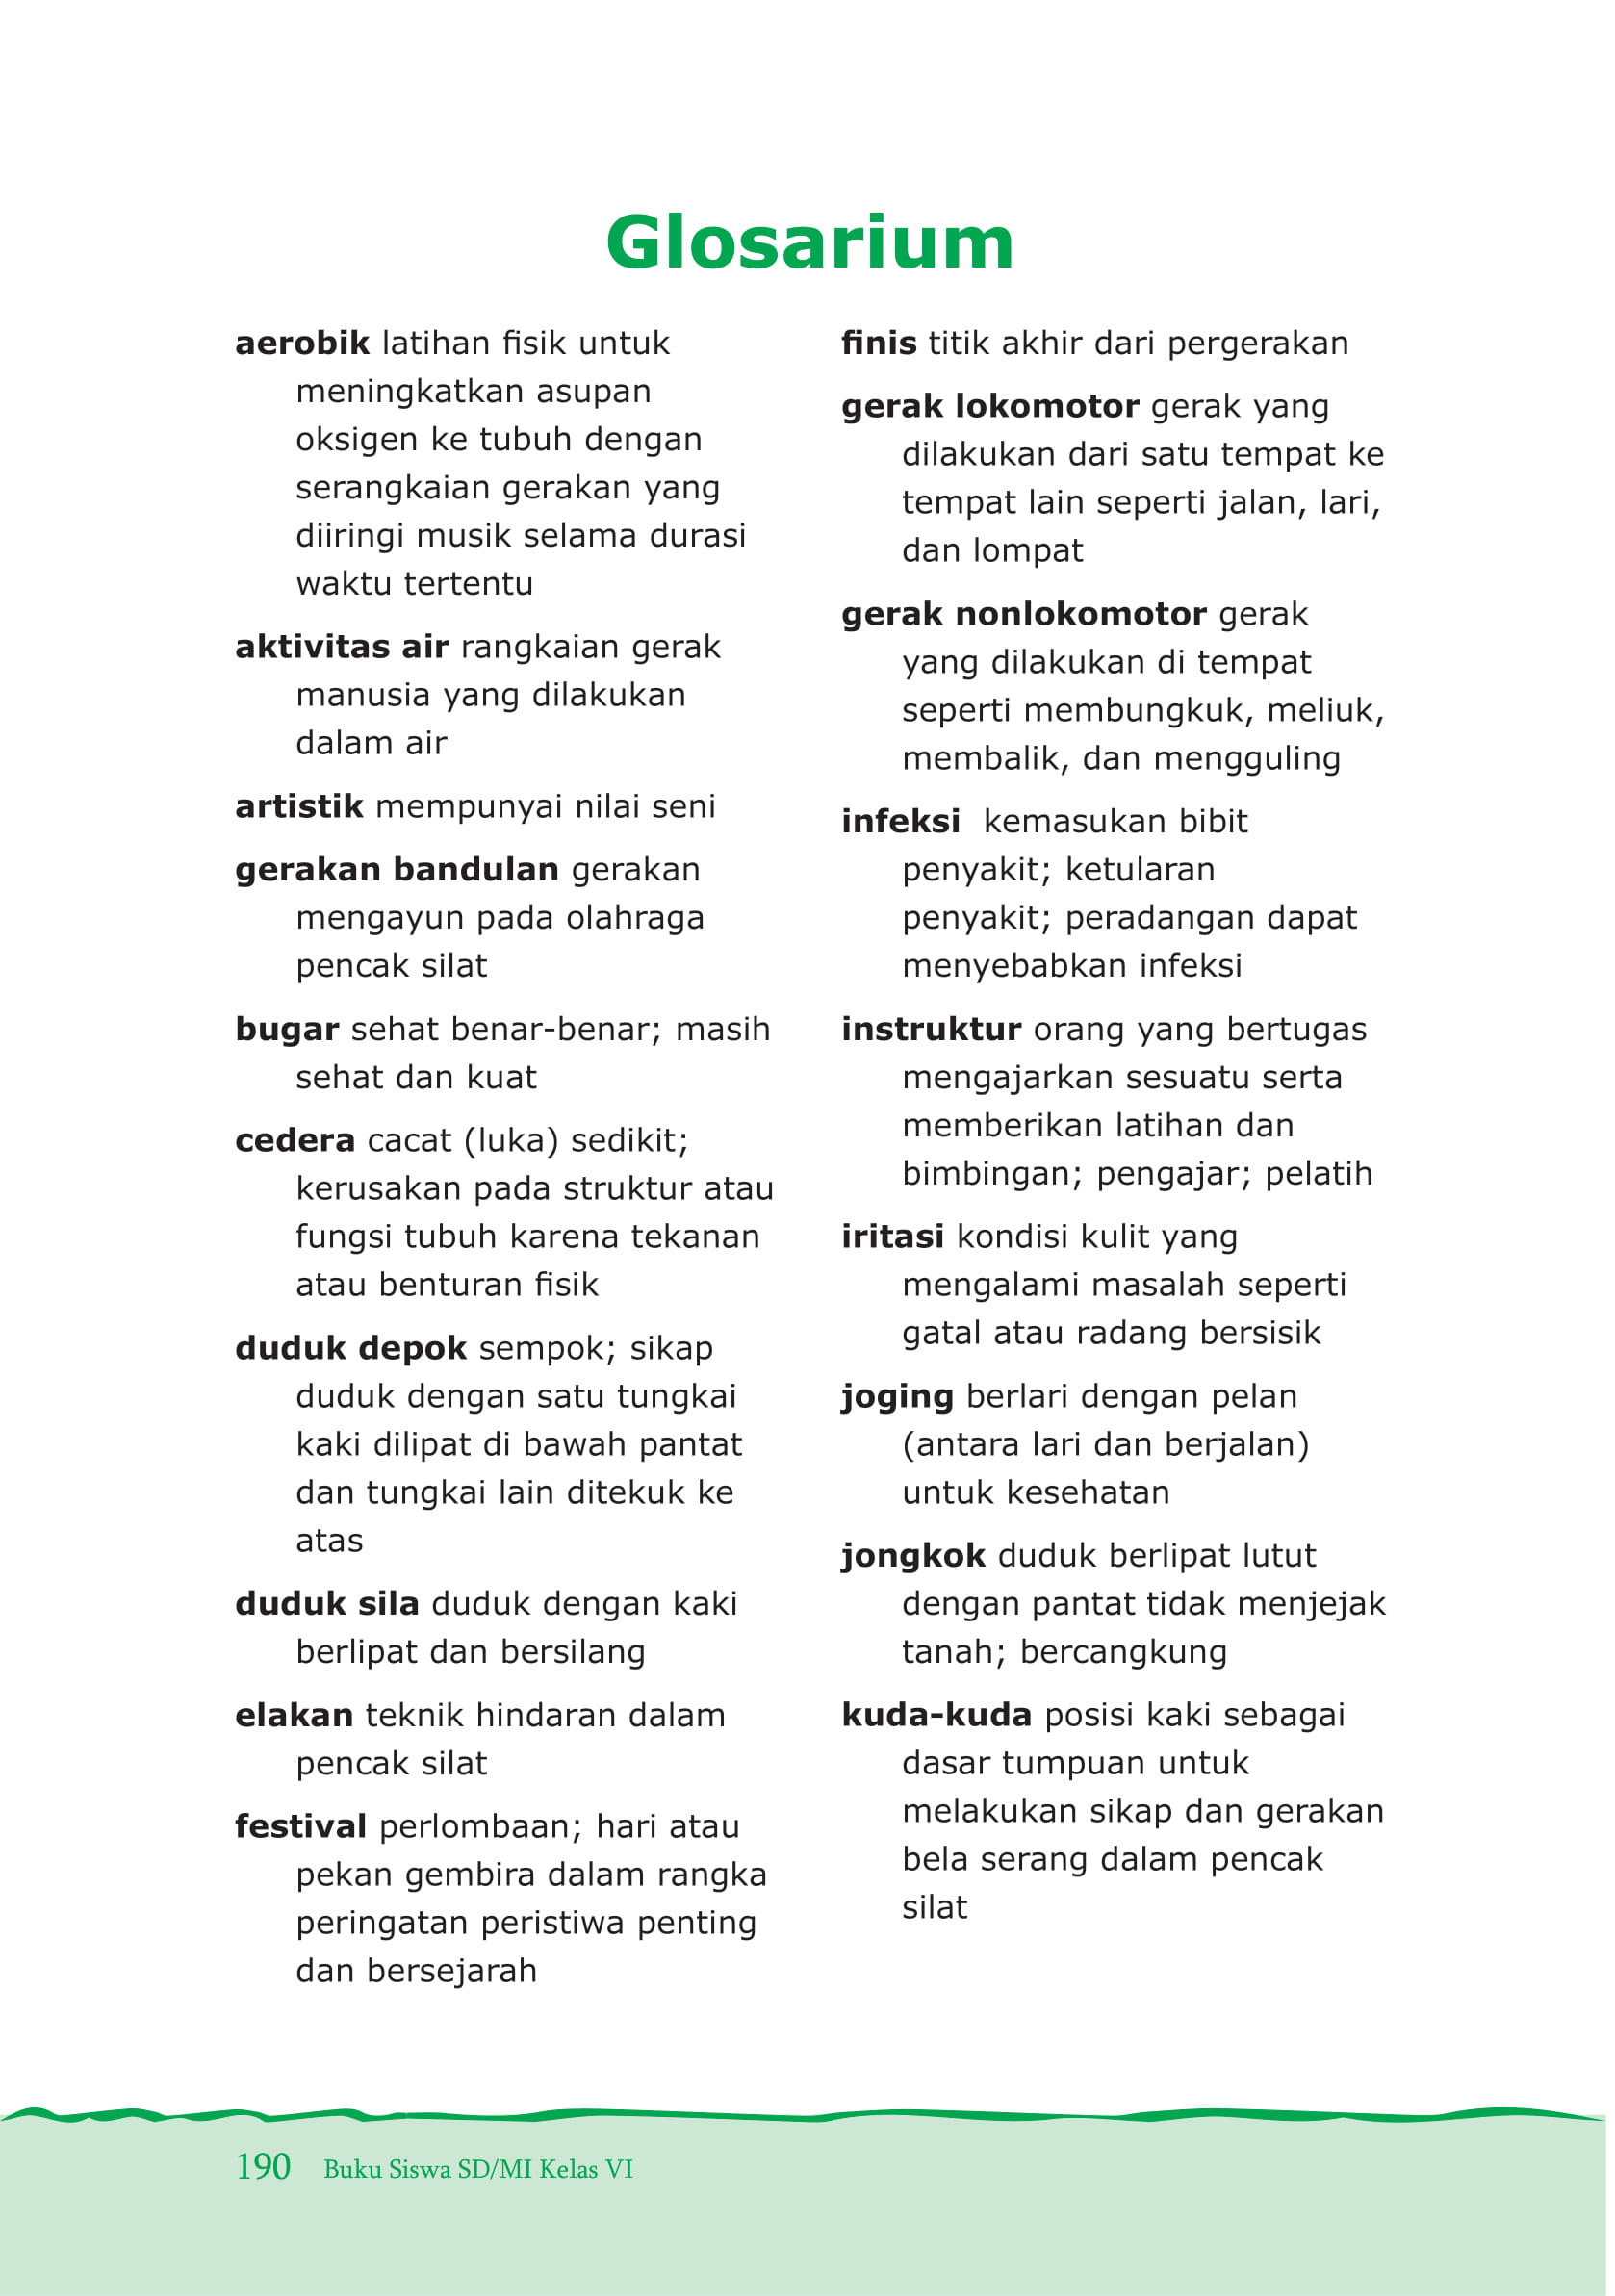 Glosarium
aerobik latihan fisik untuk
meningkatkan asupan
oksigen ke tubuh dengan
serangkaian gerakan yang
diiringi musik selama durasi
waktu tertentu
aktivitas air rangkaian gerak
manusia yang dilakukan
dalam air
artistik mempunyai nilai seni
gerakan bandulan gerakan
mengayun pada olahraga
pencak silat
bugar sehat benar-benar; masih
sehat dan kuat
cedera cacat (luka) sedikit;
kerusakan pada struktur atau
fungsi tubuh karena tekanan
atau benturan fisik
duduk depok sempok; sikap
duduk dengan satu tungkai
kaki dilipat di bawah pantat
dan tungkai lain ditekuk ke
atas
duduk sila duduk dengan kaki
berlipat dan bersilang
elakan teknik hindaran dalam
pencak silat
festival perlombaan; hari atau
pekan gembira dalam rangka
peringatan peristiwa penting
dan bersejarah
finis titik akhir dari pergerakan
gerak lokomotor gerak yang
dilakukan dari satu tempat ke
tempat lain seperti jalan, lari,
dan lompat
gerak nonlokomotor gerak
yang dilakukan di tempat
seperti membungkuk, meliuk,
membalik, dan mengguling
infeksi  kemasukan bibit
penyakit; ketularan
penyakit; peradangan dapat
menyebabkan infeksi
instruktur orang yang bertugas
mengajarkan sesuatu serta
memberikan latihan dan
bimbingan; pengajar; pelatih
iritasi kondisi kulit yang
mengalami masalah seperti
gatal atau radang bersisik
joging berlari dengan pelan
(antara lari dan berjalan)
untuk kesehatan
jongkok duduk berlipat lutut
dengan pantat tidak menjejak
tanah; bercangkung
kuda-kuda posisi kaki sebagai
dasar tumpuan untuk
melakukan sikap dan gerakan
bela serang dalam pencak
silat
190 Buku Siswa SD/MI Kelas VI